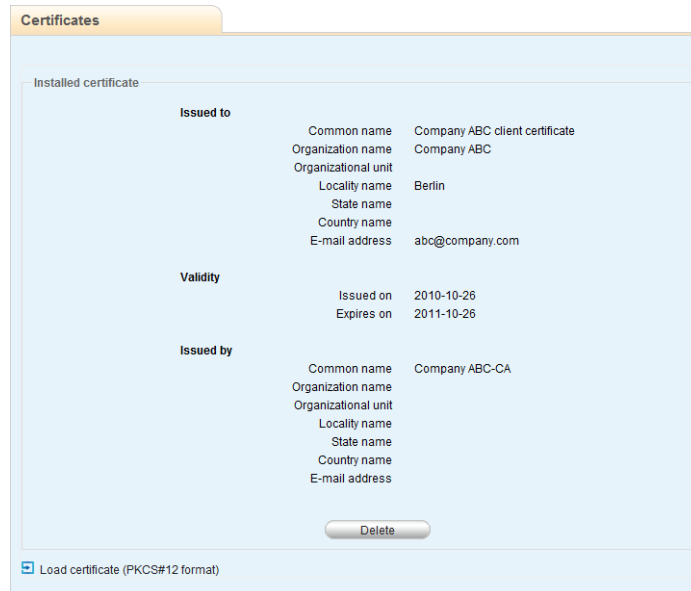 Certificates
Installed certificate
Issued to
Common name Company ABC client certificate
Organization name Company ABC
Organizational unit
Locality name Berlin
State name
Country name
E-mail address abc@company.com
Validity
Issued on 2010-10-26
Expires on 2011-10-26
Issued by
Common name Company ABC-CA
Organization name
Organizational unit
Locality name
State name
Country name
E-mail address
Delete
Load certificate (PKCS#12 format)